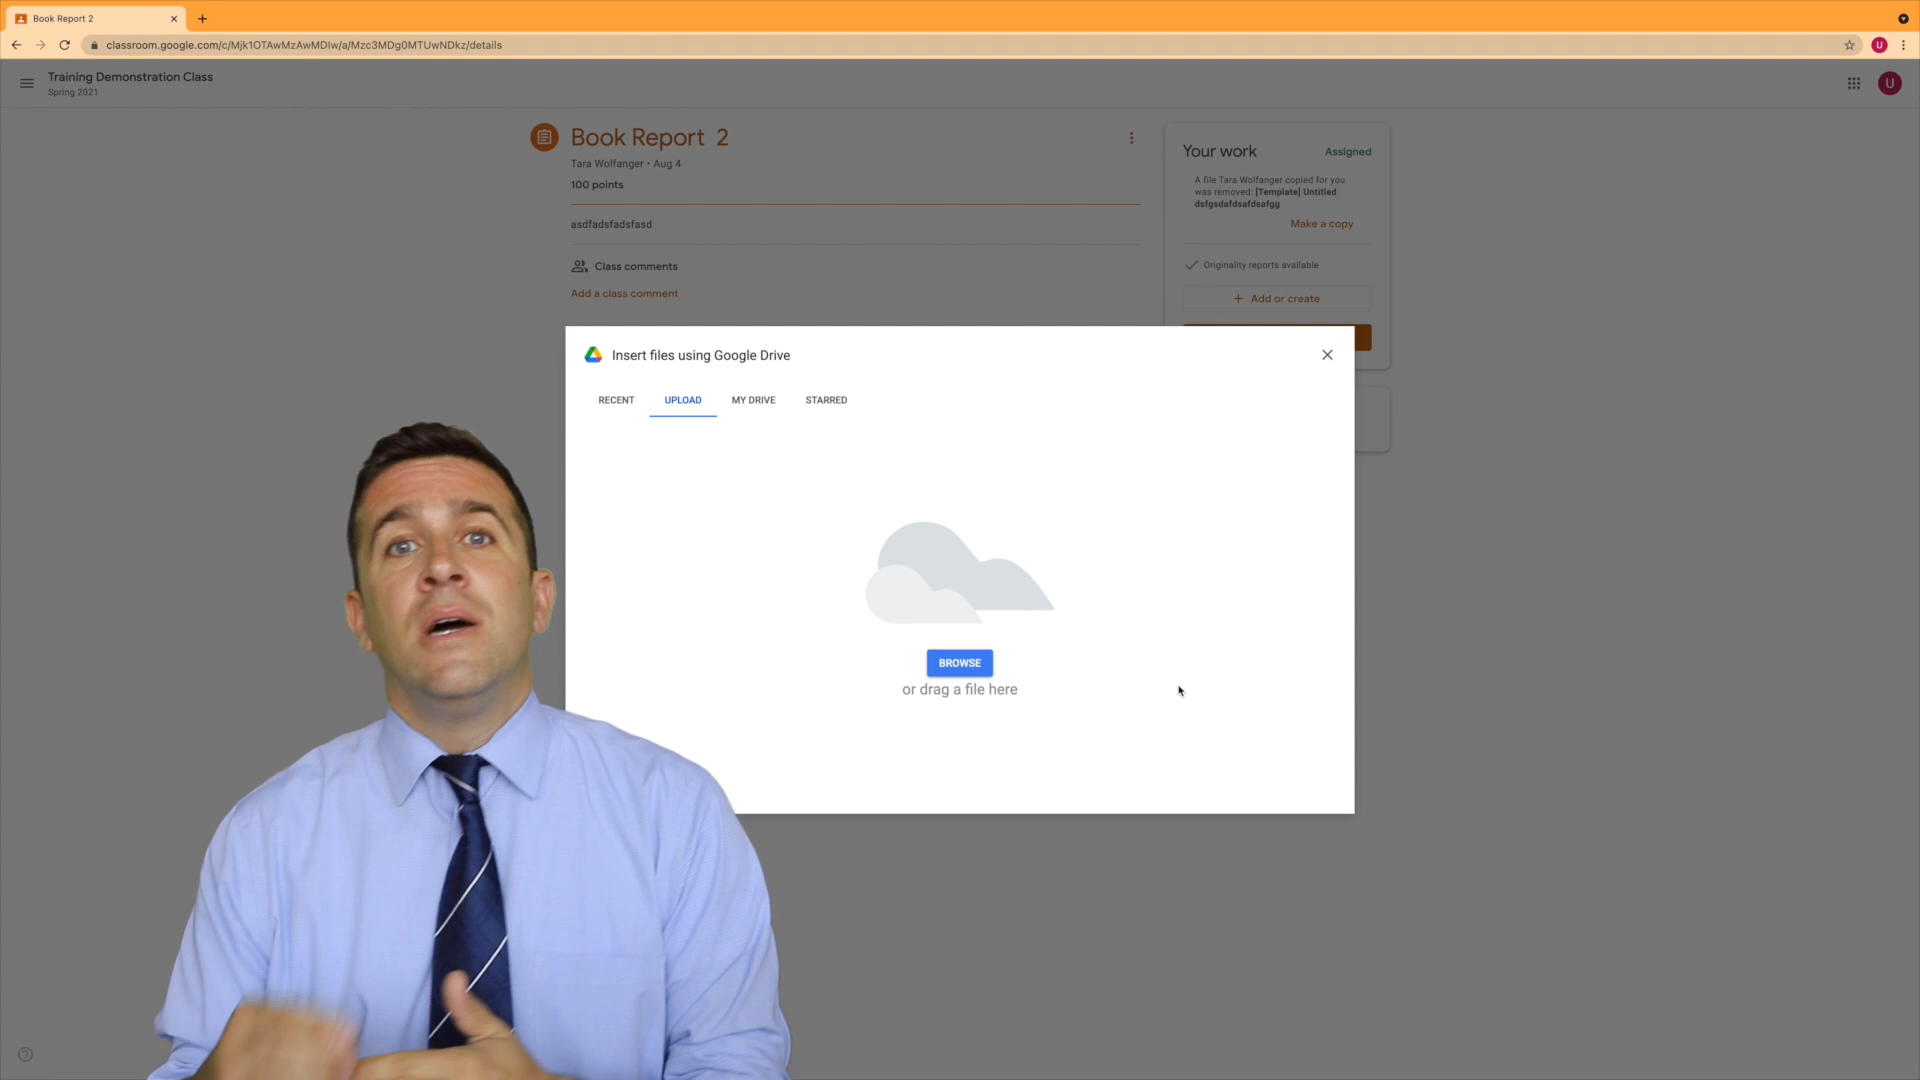 Book Report 2
classroom.google.com/c/Mjk1OTAwMzAwMDIw/a/Mzc3MDg0MTUwNDkz/details
U
Training Demonstration Class
Spring 2021
U
Book Report 2
Tara Wolfanger • Aug 4
100 points
asdfadsfadsfasd
Class comments
Add a class comment
Your work
Assigned
A file Tara Wolfanger copied for you
was removed: [Template] Untitled
dsfgsdafdsafdsafgg
Make a copy
Originality reports available
+ Add or create
Insert files using Google Drive
RECENT
UPLOAD
MY DRIVE
STARRED
BROWSE
or drag a file here